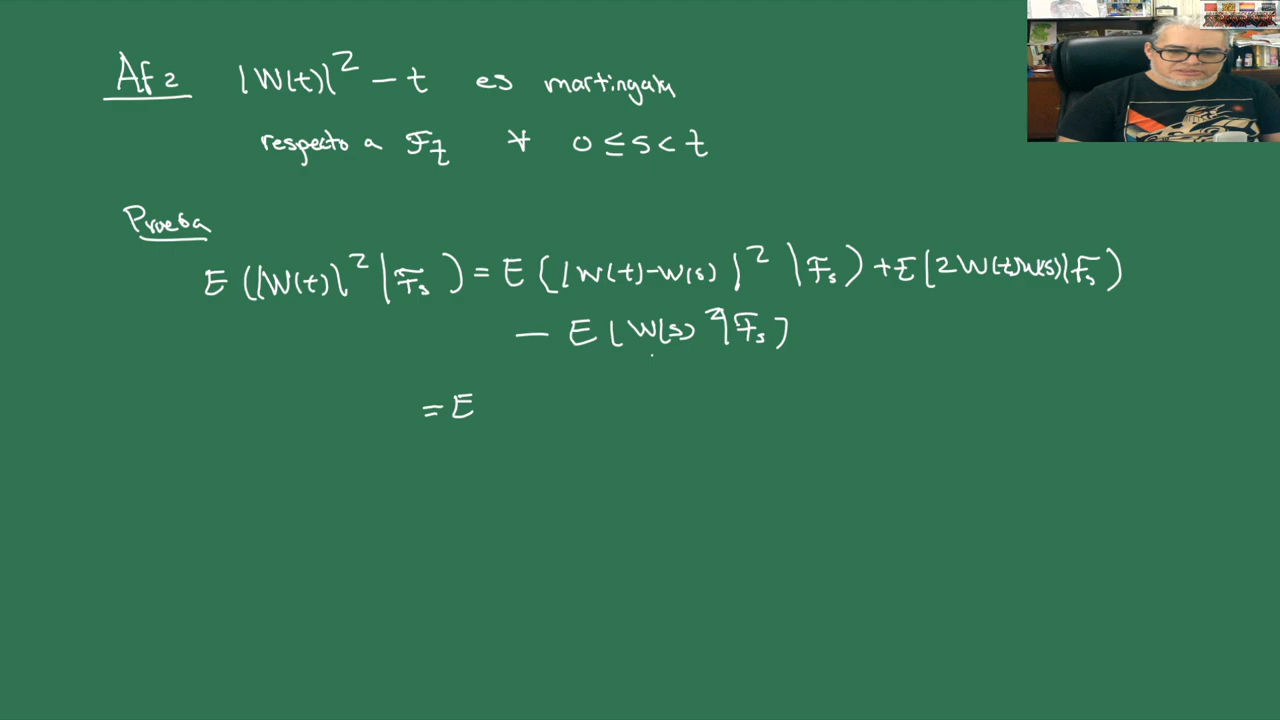 Af 2 |W(t)|² - t es martingala
respecto a 𝓕_t ∀ 0 ≤ s < t
Prueba
E(|W(t)|² | 𝓕_s) = E(|W(t)-W(s)|² | 𝓕_s) + E(2W(t)W(s)|𝓕_s)
- E(W(s)² | 𝓕_s)
= E